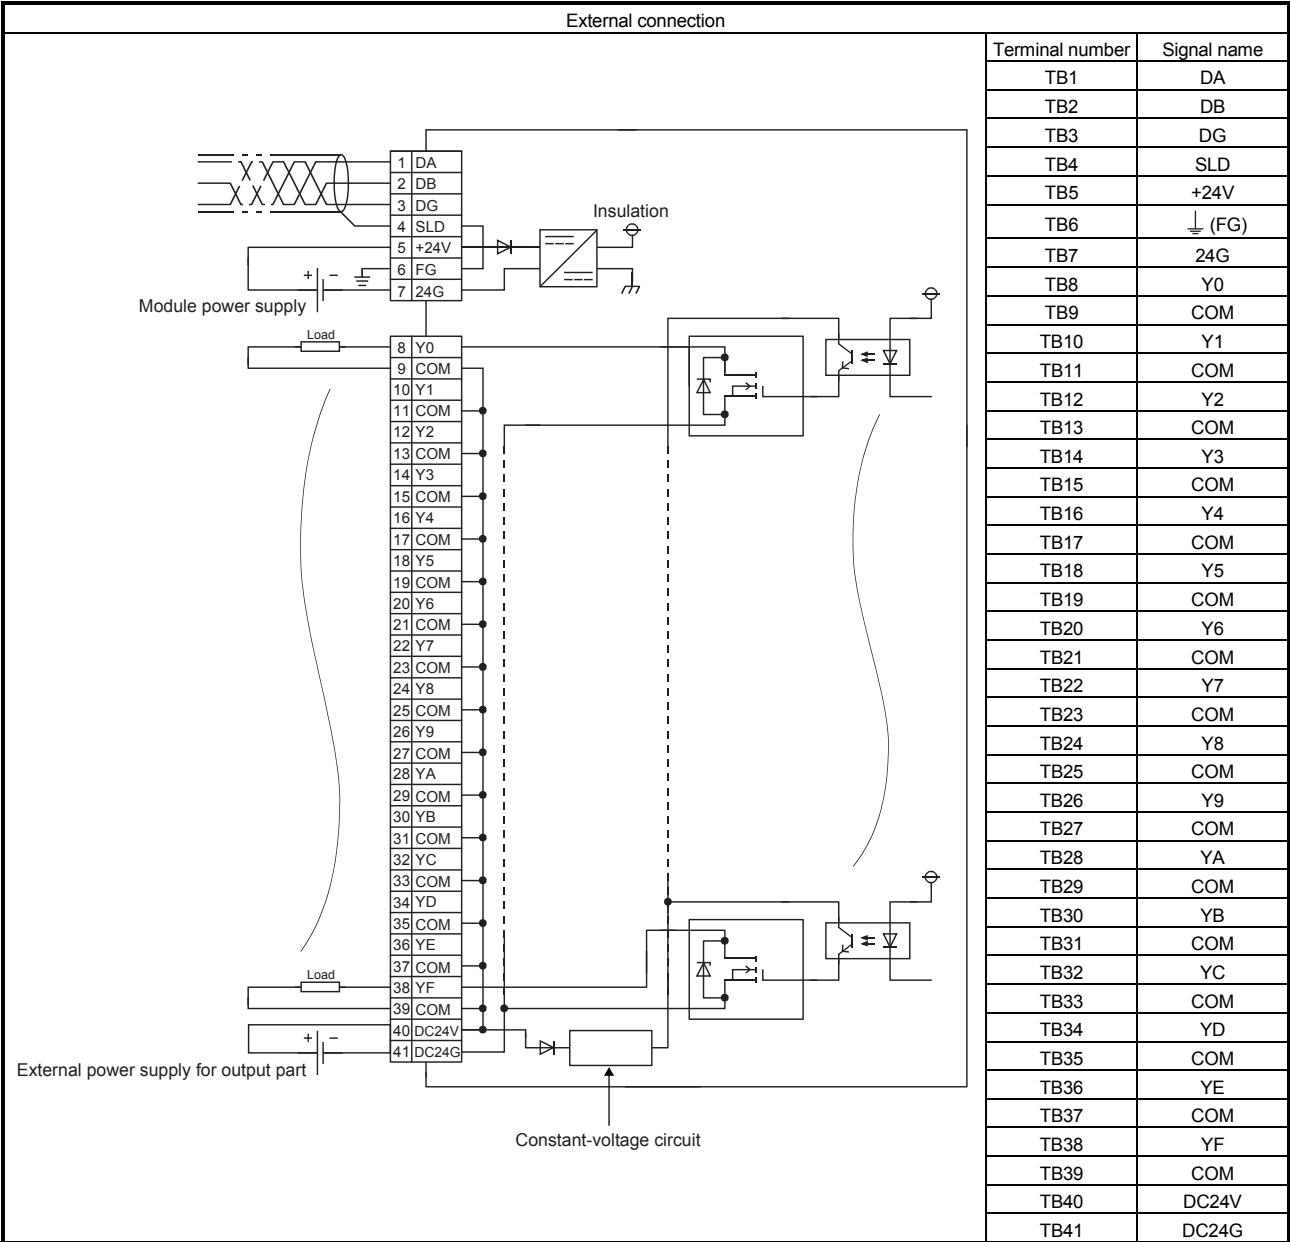 External connection
Terminal number Signal name
TB1 DA
TB2 DB
TB3 DG
TB4 SLD
TB5 +24V
TB6 (FG)
TB7 24G
TB8 Y0
TB9 COM
TB10 Y1
TB11 COM
TB12 Y2
TB13 COM
TB14 Y3
TB15 COM
TB16 Y4
TB17 COM
TB18 Y5
TB19 COM
TB20 Y6
TB21 COM
TB22 Y7
TB23 COM
TB24 Y8
TB25 COM
TB26 Y9
TB27 COM
TB28 YA
TB29 COM
TB30 YB
TB31 COM
TB32 YC
TB33 COM
TB34 YD
TB35 COM
TB36 YE
TB37 COM
TB38 YF
TB39 COM
TB40 DC24V
TB41 DC24G
1 DA
2 DB
3 DG
4 SLD
5 +24V
6 FG
7 24G
Insulation
+ −
Module power supply
Load
8 Y0
9 COM
10 Y1
11 COM
12 Y2
13 COM
14 Y3
15 COM
16 Y4
17 COM
18 Y5
19 COM
20 Y6
21 COM
22 Y7
23 COM
24 Y8
25 COM
26 Y9
27 COM
28 YA
29 COM
30 YB
31 COM
32 YC
33 COM
34 YD
35 COM
36 YE
37 COM
38 YF
39 COM
40 DC24V
41 DC24G
Load
+ −
External power supply for output part
Constant-voltage circuit